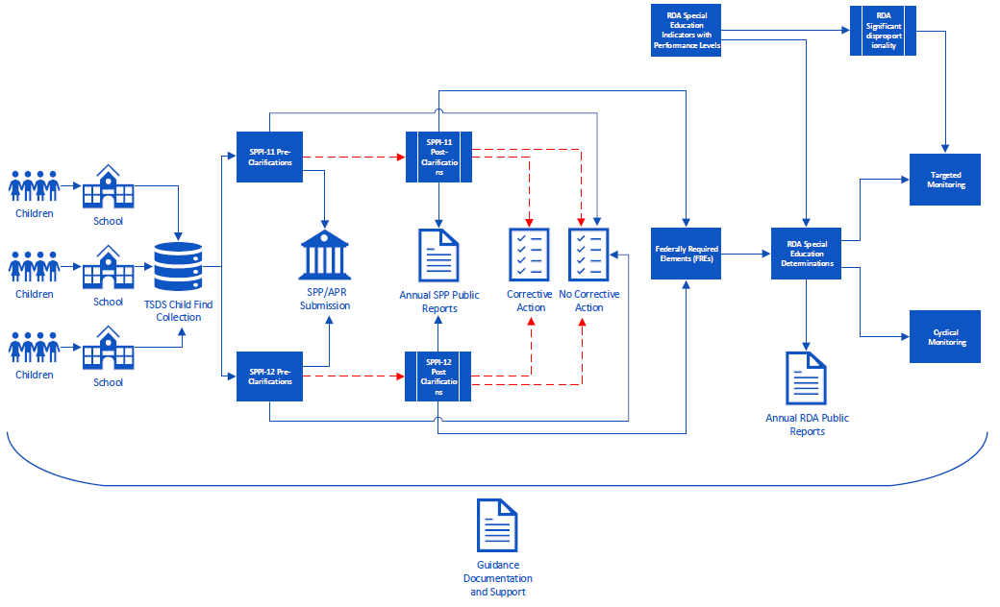 RDA Special
Education
Indicators with
Performance Levels
RDA
Significant
disproport
ionality
SPPI-11 Pre-
Clarifications
SPPI-11
Post-
Clarificatio
ns
Targeted
Monitoring
Children
School
Children
School
Children
School
TSDS Child Find
Collection
SPP/APR
Submission
Annual SPP Public
Reports
Corrective
Action
No Corrective
Action
Federally Required
Elements (FREs)
RDA Special
Education
Determinations
SPPI-12 Pre-
Clarifications
SPPI-12
Post
Clarificatio
ns
Cyclical
Monitoring
Annual RDA Public
Reports
Guidance
Documentation
and Support